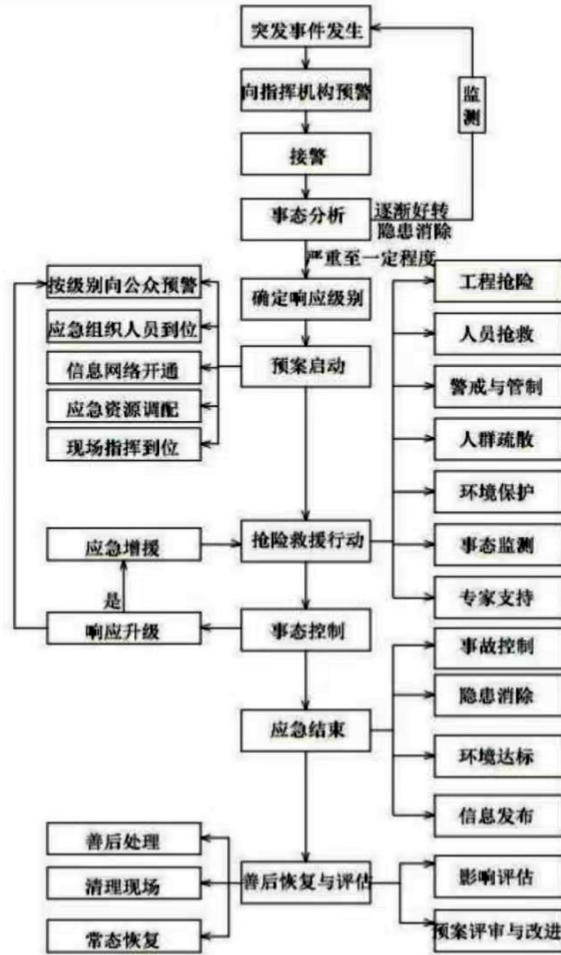 突发事件发生
向指挥机构预警
监测
接警
事态分析
逐渐好转
隐患消除
严重至一定程度
按级别向公众预警
确定响应级别
工程抢险
应急组织人员到位
人员抢救
信息网络开通
预案启动
警戒与管制
应急资源调配
人群疏散
现场指挥到位
环境保护
应急增援
抢险救援行动
事态监测
是
专家支持
响应升级
事态控制
事故控制
隐患消除
应急结束
环境达标
信息发布
善后处理
清理现场
善后恢复与评估
影响评估
常态恢复
预案评审与改进